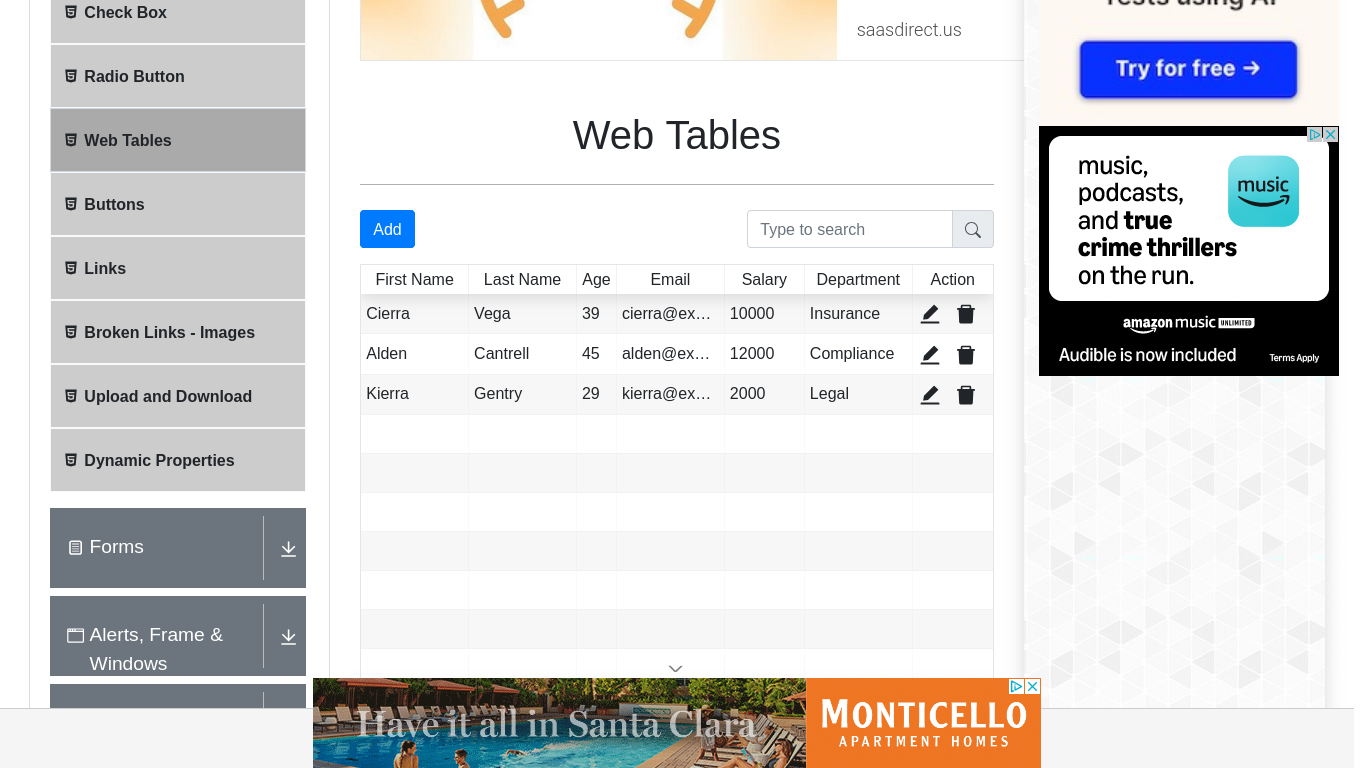 Check Box
Radio Button
Web Tables
Buttons
Links
Broken Links - Images
Upload and Download
Dynamic Properties
Forms
Alerts, Frame &
Windows
saasdirect.us
Web Tables
Add
Type to search
First Name Last Name Age Email Salary Department Action
Cierra Vega 39 cierra@ex… 10000 Insurance
Alden Cantrell 45 alden@ex… 12000 Compliance
Kierra Gentry 29 kierra@ex… 2000 Legal
Tests using AI
Try for free →
music,
podcasts,
and true
crime thrillers
on the run.
music
amazon music UNLIMITED
Audible is now included Terms Apply
Have it all in Santa Clara
MONTICELLO
APARTMENT HOMES